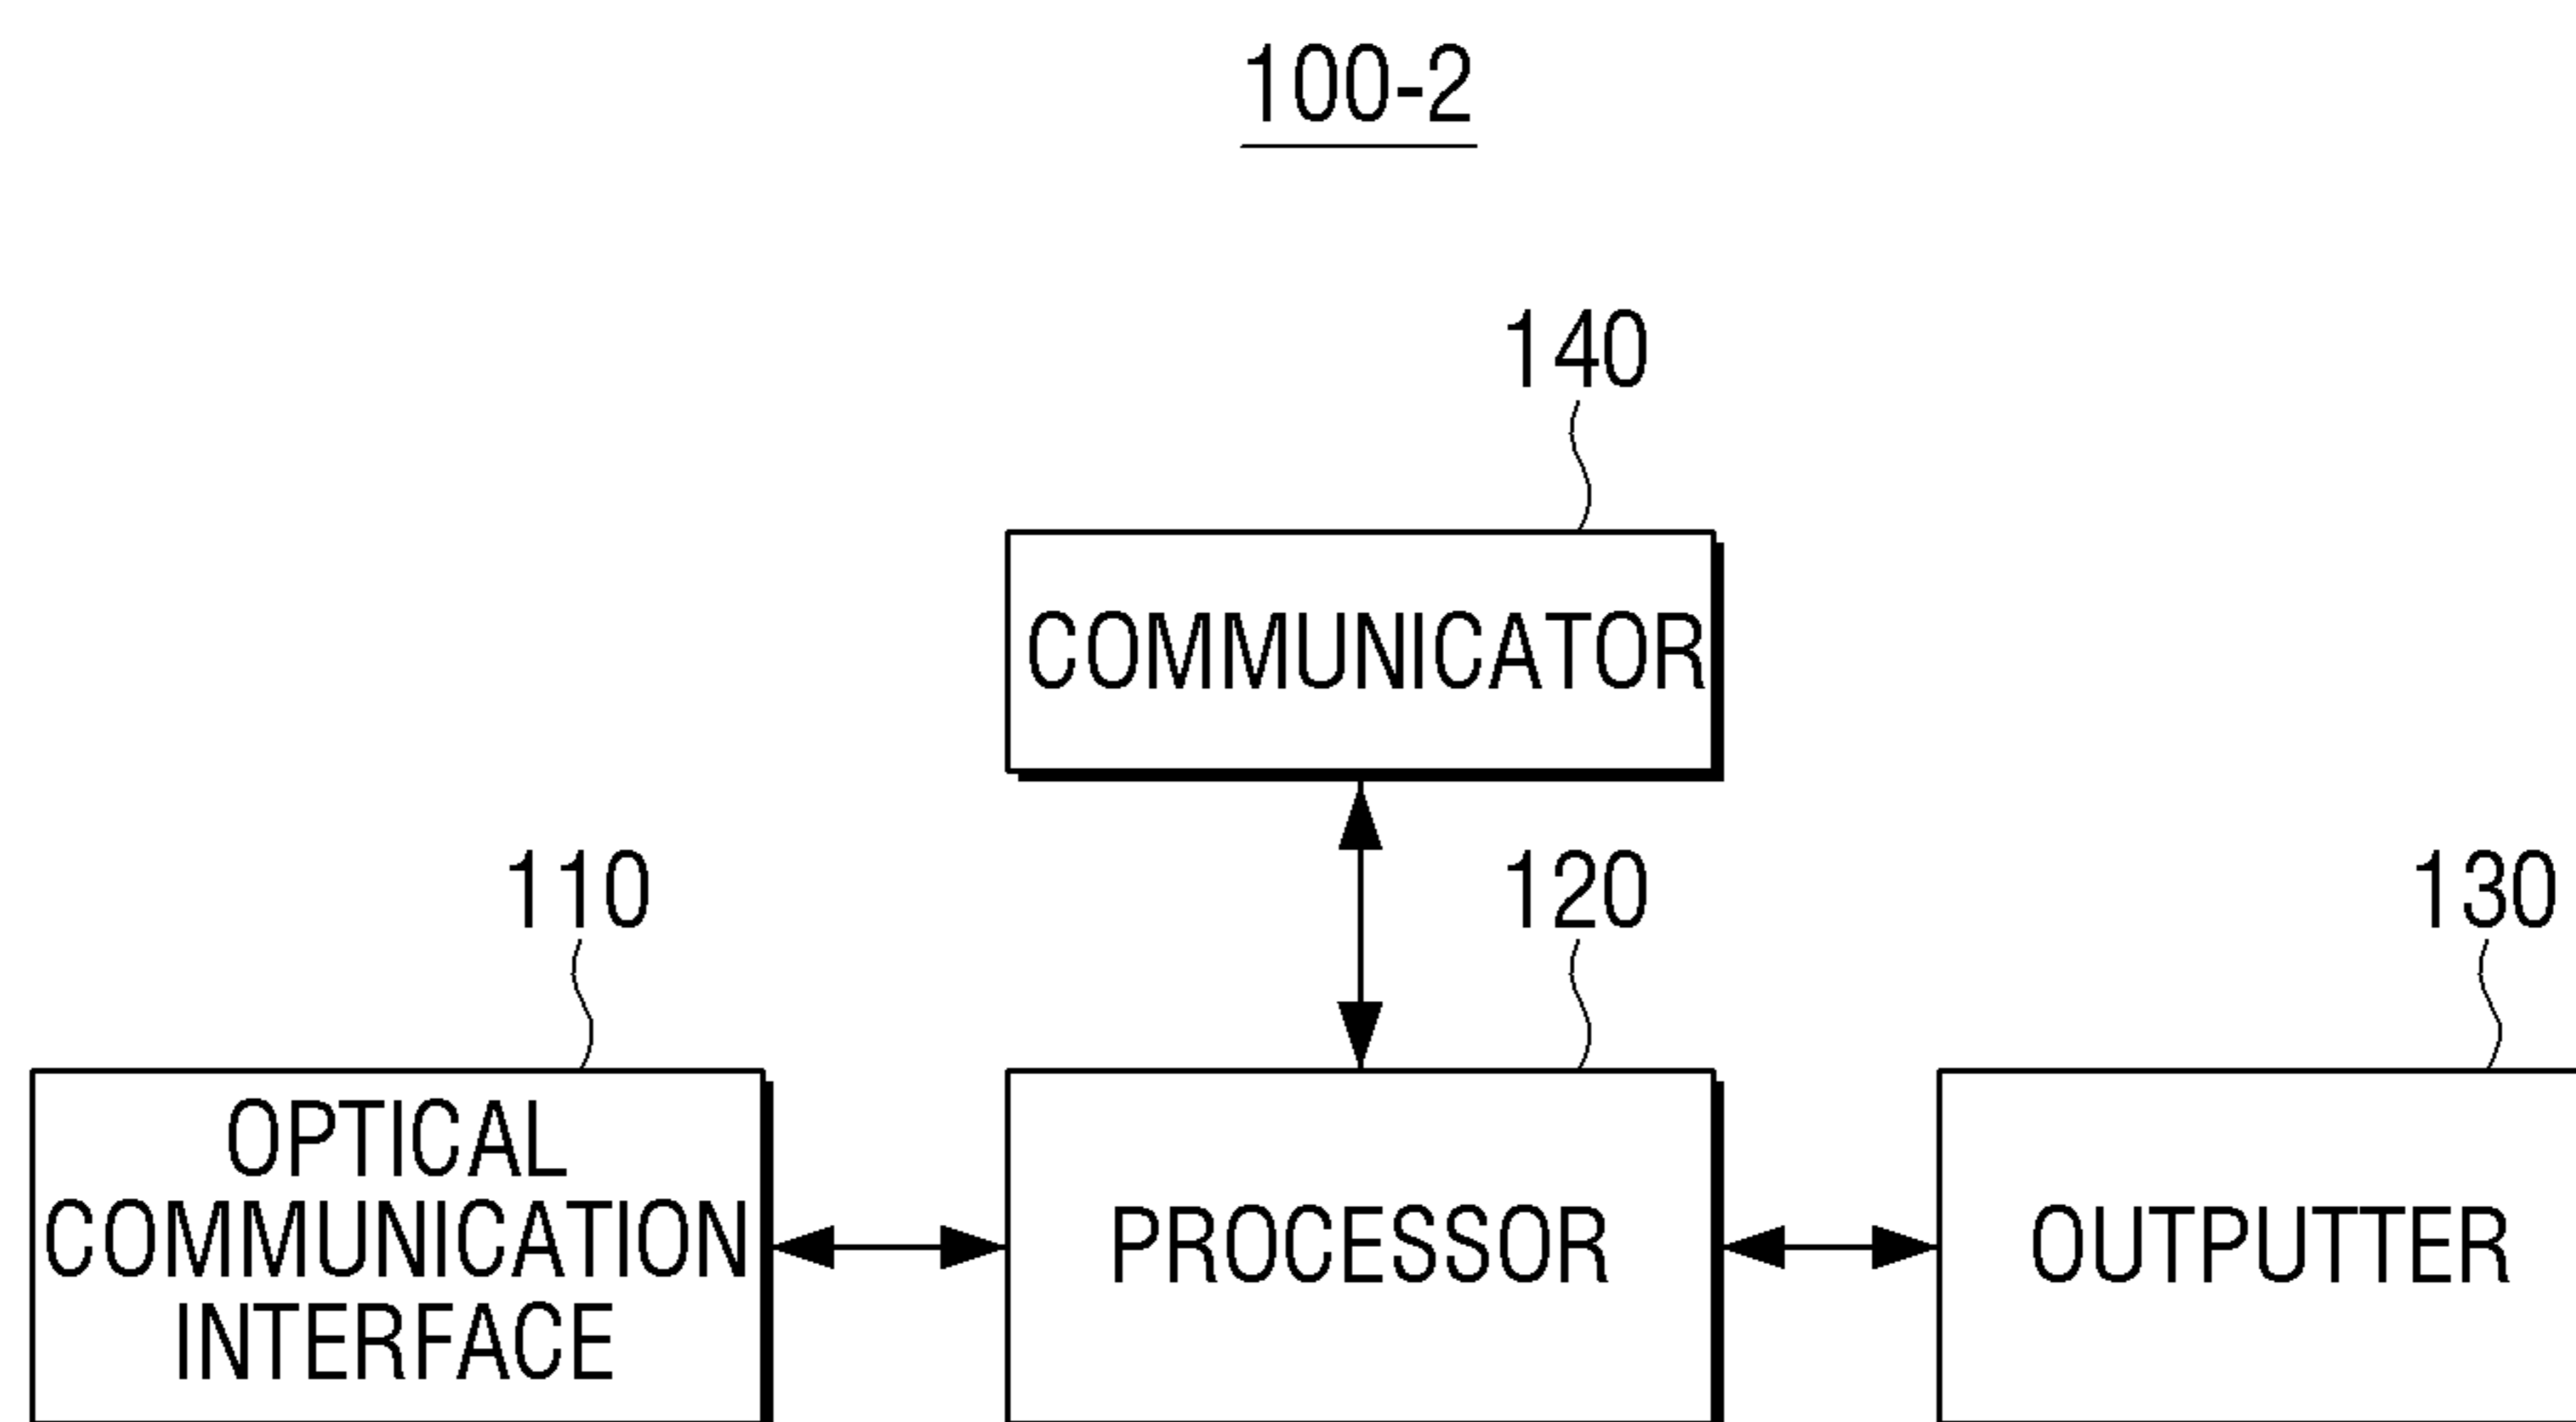 100-2
140
COMMUNICATOR
110
120
130
OPTICAL
COMMUNICATION
INTERFACE
PROCESSOR
OUTPUTTER